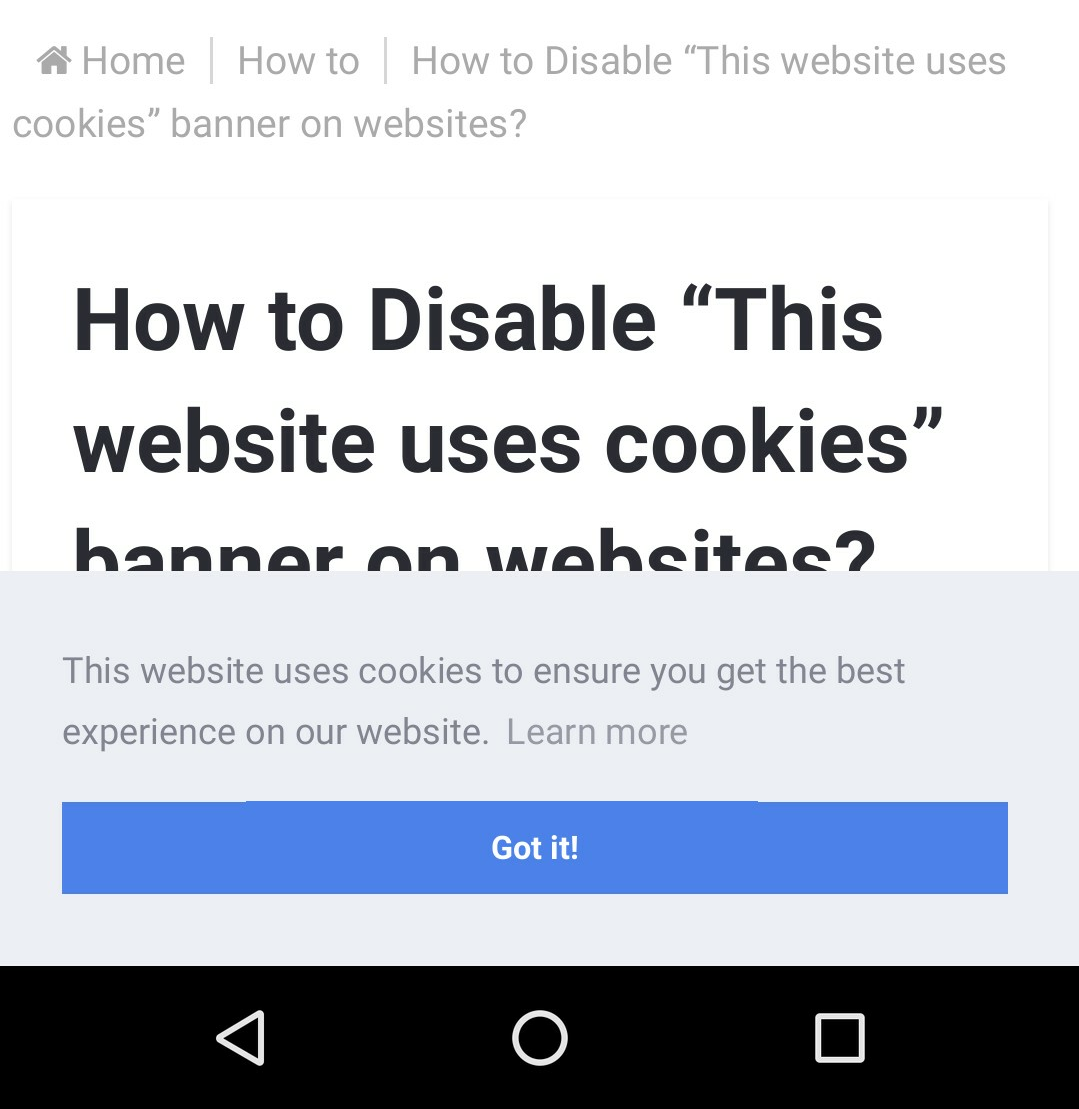 Home How to How to Disable “This website uses
cookies” banner on websites?
How to Disable “This
website uses cookies”
banner on websites?
This website uses cookies to ensure you get the best
experience on our website. Learn more
Got it!